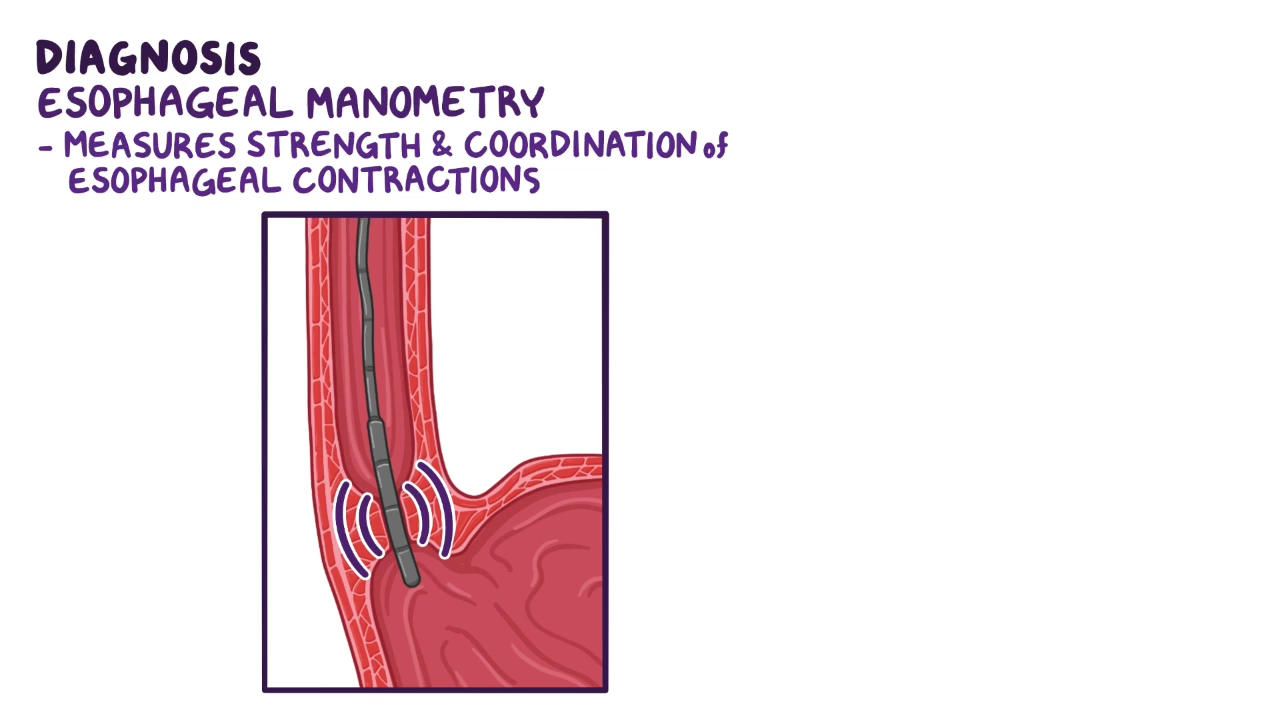 DIAGNOSIS
ESOPHAGEAL MANOMETRY
- MEASURES STRENGTH & COORDINATION of
ESOPHAGEAL CONTRACTIONS